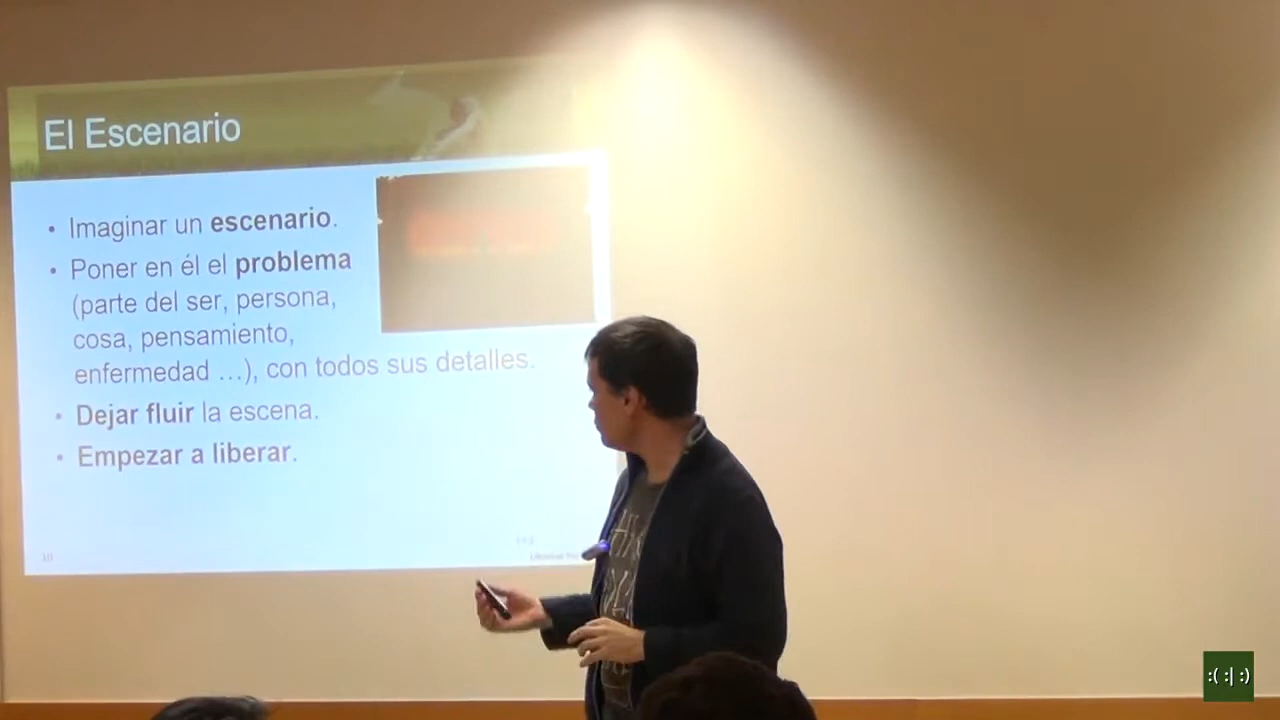 El Escenario
• Imaginar un escenario.
• Poner en él el problema
(parte del ser, persona,
cosa, pensamiento,
enfermedad ...), con todos sus detalles.
• Dejar fluir la escena.
• Empezar a liberar.
10
:( :| :)